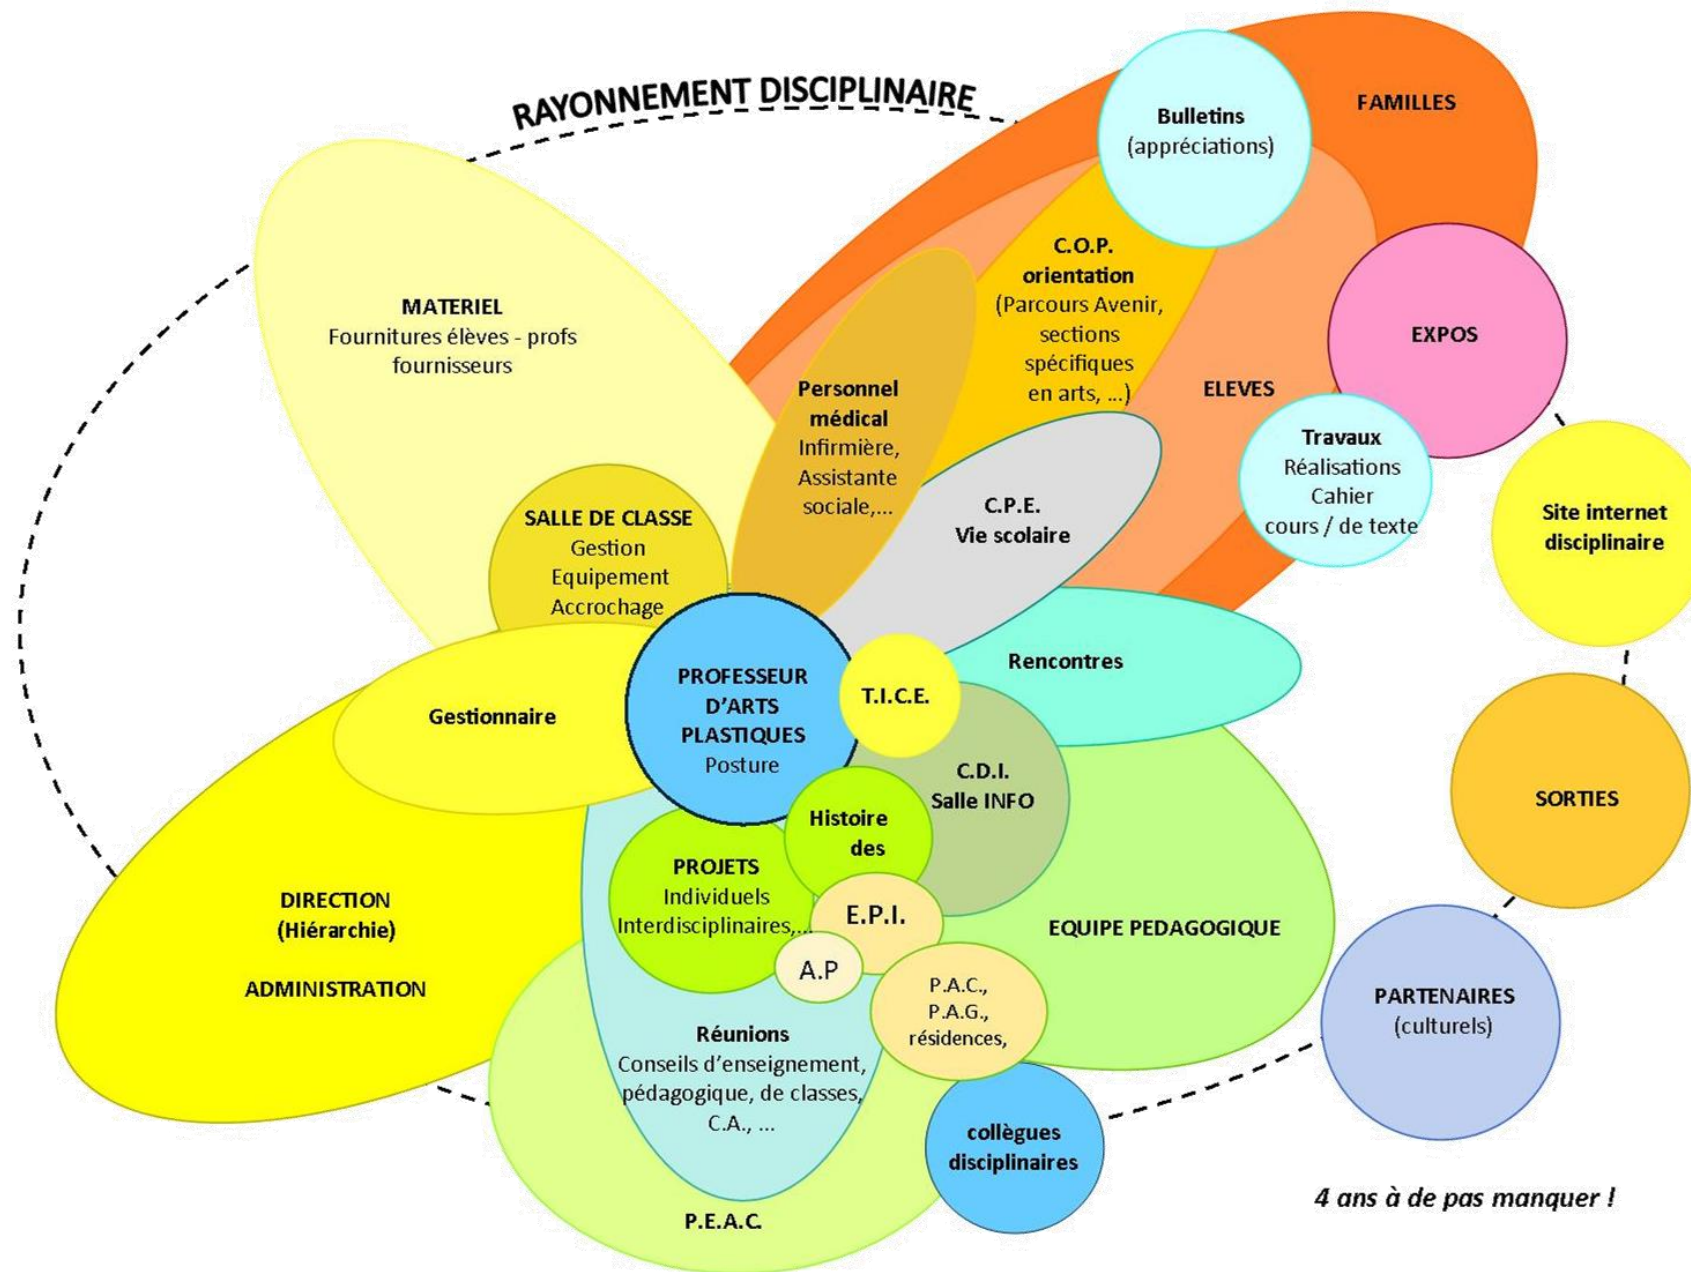 RAYONNEMENT DISCIPLINAIRE
FAMILLES
Bulletins
(appréciations)
C.O.P.
orientation
(Parcours Avenir,
sections
spécifiques
en arts, ...)
MATERIEL
Fournitures élèves - profs
fournisseurs
EXPOS
Personnel
médical
Infirmière,
Assistante
sociale,...
ELEVES
Travaux
Réalisations
Cahier
cours / de texte
C.P.E.
Vie scolaire
SALLE DE CLASSE
Gestion
Equipement
Accrochage
Site internet
disciplinaire
Rencontres
PROFESSEUR
D'ARTS
PLASTIQUES
Posture
T.I.C.E.
Gestionnaire
C.D.I.
Salle INFO
SORTIES
Histoire
des
PROJETS
Individuels
Interdisciplinaires,...
E.P.I.
A.P
DIRECTION
(Hiérarchie)
ADMINISTRATION
EQUIPE PEDAGOGIQUE
P.A.C.,
P.A.G.,
résidences,
PARTENAIRES
(culturels)
Réunions
Conseils d'enseignement,
pédagogique, de classes,
C.A., ...
collègues
disciplinaires
P.E.A.C.
4 ans à de pas manquer !